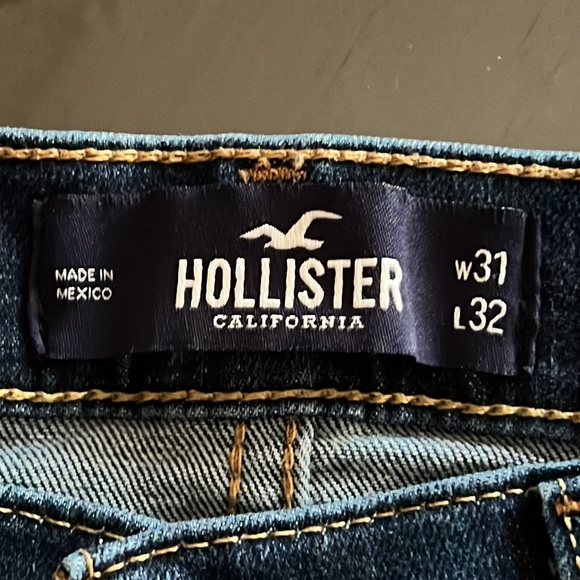 MADE IN
MEXICO
HOLLISTER
CALIFORNIA
W31
L32